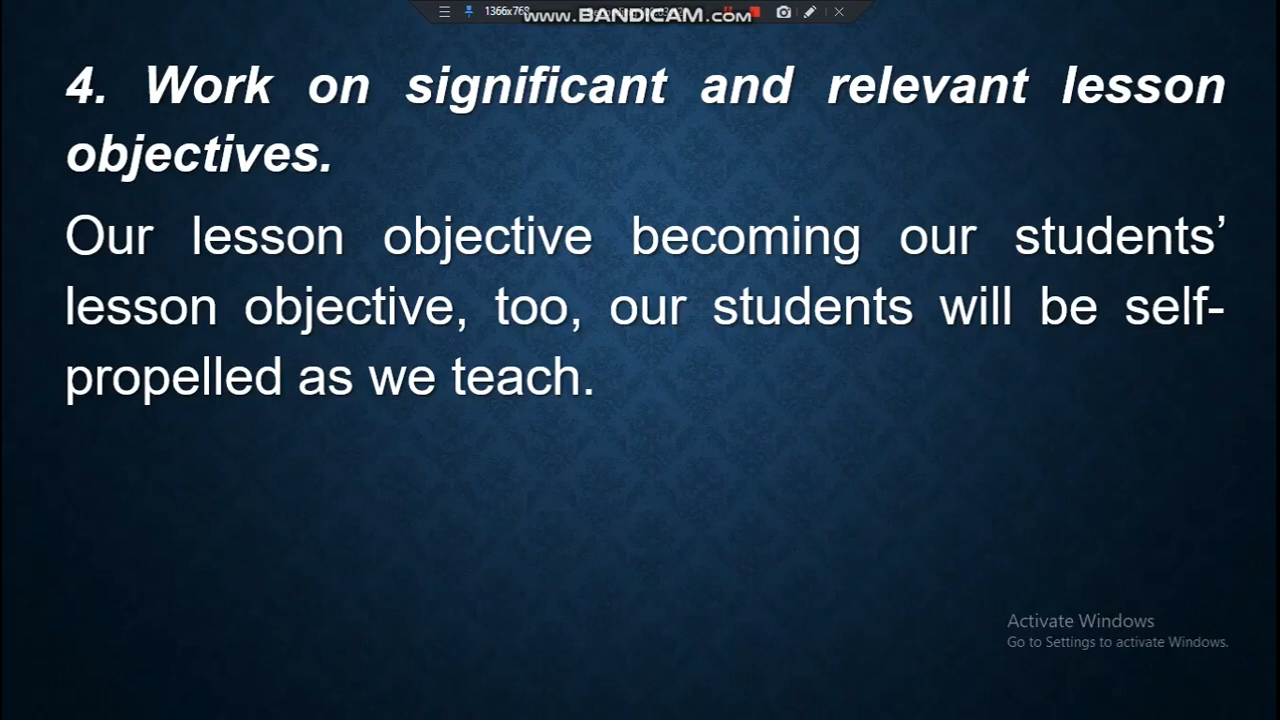 1366x768
www.BANDICAM.com
4. Work on significant and relevant lesson
objectives.
Our lesson objective becoming our students’
lesson objective, too, our students will be self-
propelled as we teach.
Activate Windows
Go to Settings to activate Windows.